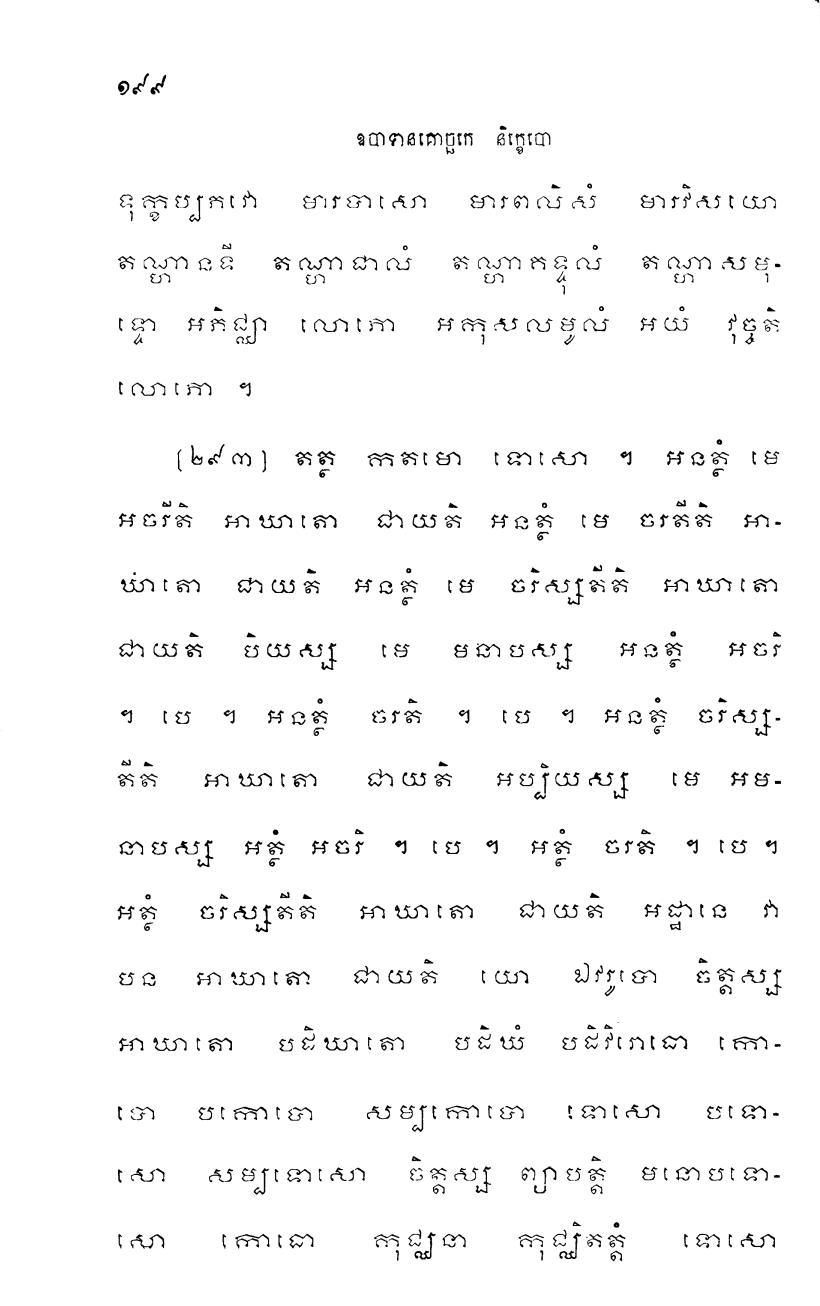 ១៩៩
ឧបាទានគោច្ឆកេ និក្ខេបោ
ទុក្ខប្បភវោ មារបាសោ មារពលិសំ មារវិសយោ
តណ្ហានទី តណ្ហាជាលំ តណ្ហាគទ្ទុលំ តណ្ហាសមុ-
ទ្ទោ អភិជ្ឈា លោភោ អកុសលមូលំ អយំ វុច្ចតិ
លោភោ ។
[២៩៣] តត្ថ កតមោ ទោសោ ។ អនត្ថំ មេ
អចរីតិ អាឃាតោ ជាយតិ អនត្ថំ មេ ចរតីតិ អា-
ឃាតោ ជាយតិ អនត្ថំ មេ ចរិស្សតីតិ អាឃាតោ
ជាយតិ បិយស្ស មេ មនាបស្ស អនត្ថំ អចរិ
។ បេ ។ អនត្ថំ ចរតិ ។ បេ ។ អនត្ថំ ចរិស្ស-
តីតិ អាឃាតោ ជាយតិ អប្បិយស្ស មេ អម-
នាបស្ស អត្ថំ អចរិ ។ បេ ។ អត្ថំ ចរតិ ។ បេ ។
អត្ថំ ចរិស្សតីតិ អាឃាតោ ជាយតិ អដ្ឋានេ វា
បន អាឃាតោ ជាយតិ យោ ឯវរូបោ ចិត្តស្ស
អាឃាតោ បដិឃាតោ បដិឃំ បដិវិរោធោ កោ-
បោ បកោបោ សម្បកោបោ ទោសោ បទោ-
សោ សម្បទោសោ ចិត្តស្ស ព្យាបត្តិ មនោបទោ-
សោ កោធោ កុជ្ឈនា កុជ្ឈិតត្តំ ទោសោ